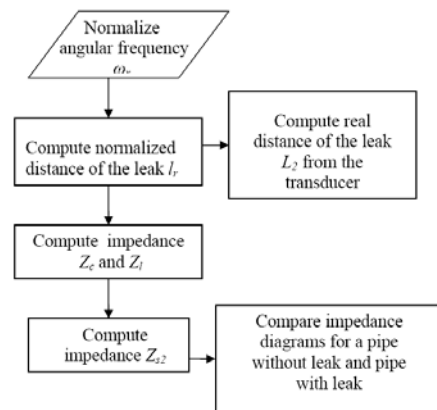 Normalize
angular frequency
ωr
Compute normalized
distance of the leak lr
Compute real
distance of the leak
L2 from the
transducer
Compute impedance
Zc and Zl
Compute
impedance Zs2
Compare impedance
diagrams for a pipe
without leak and pipe
with leak